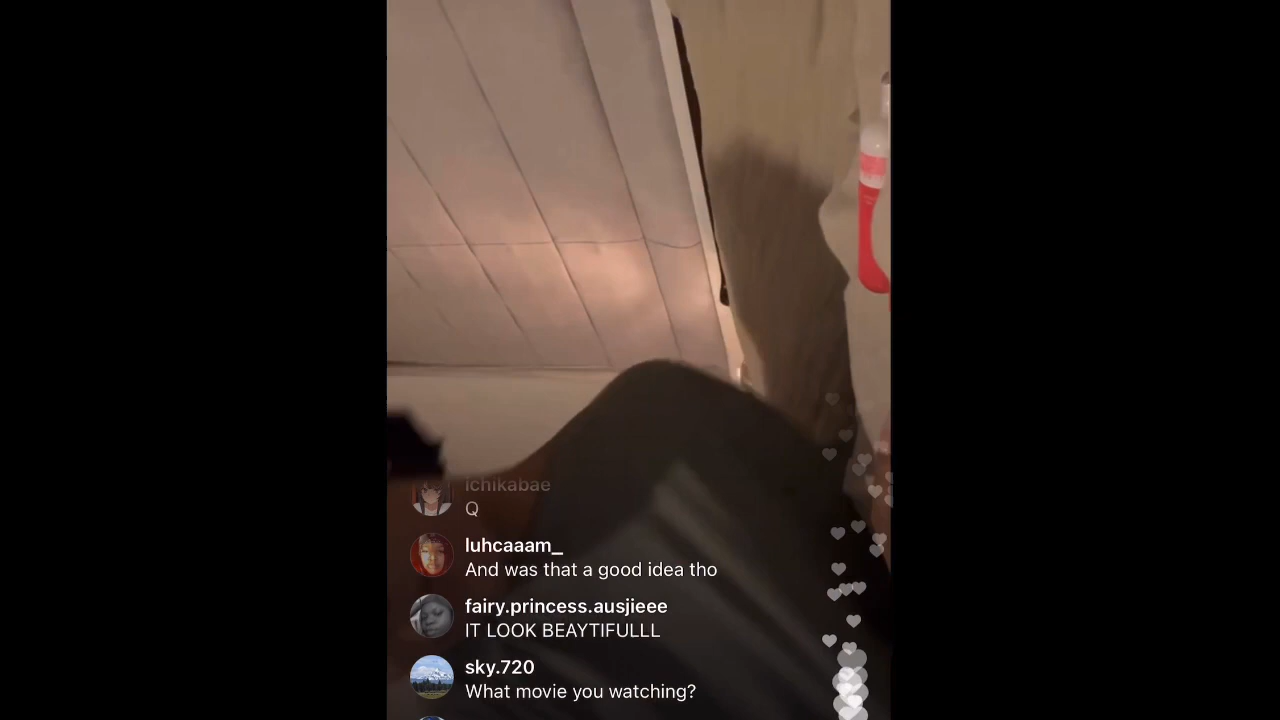 ichikabae
Q
luhcaaam_
And was that a good idea tho
fairy.princess.ausjieee
IT LOOK BEAYTIFULLL
sky.720
What movie you watching?